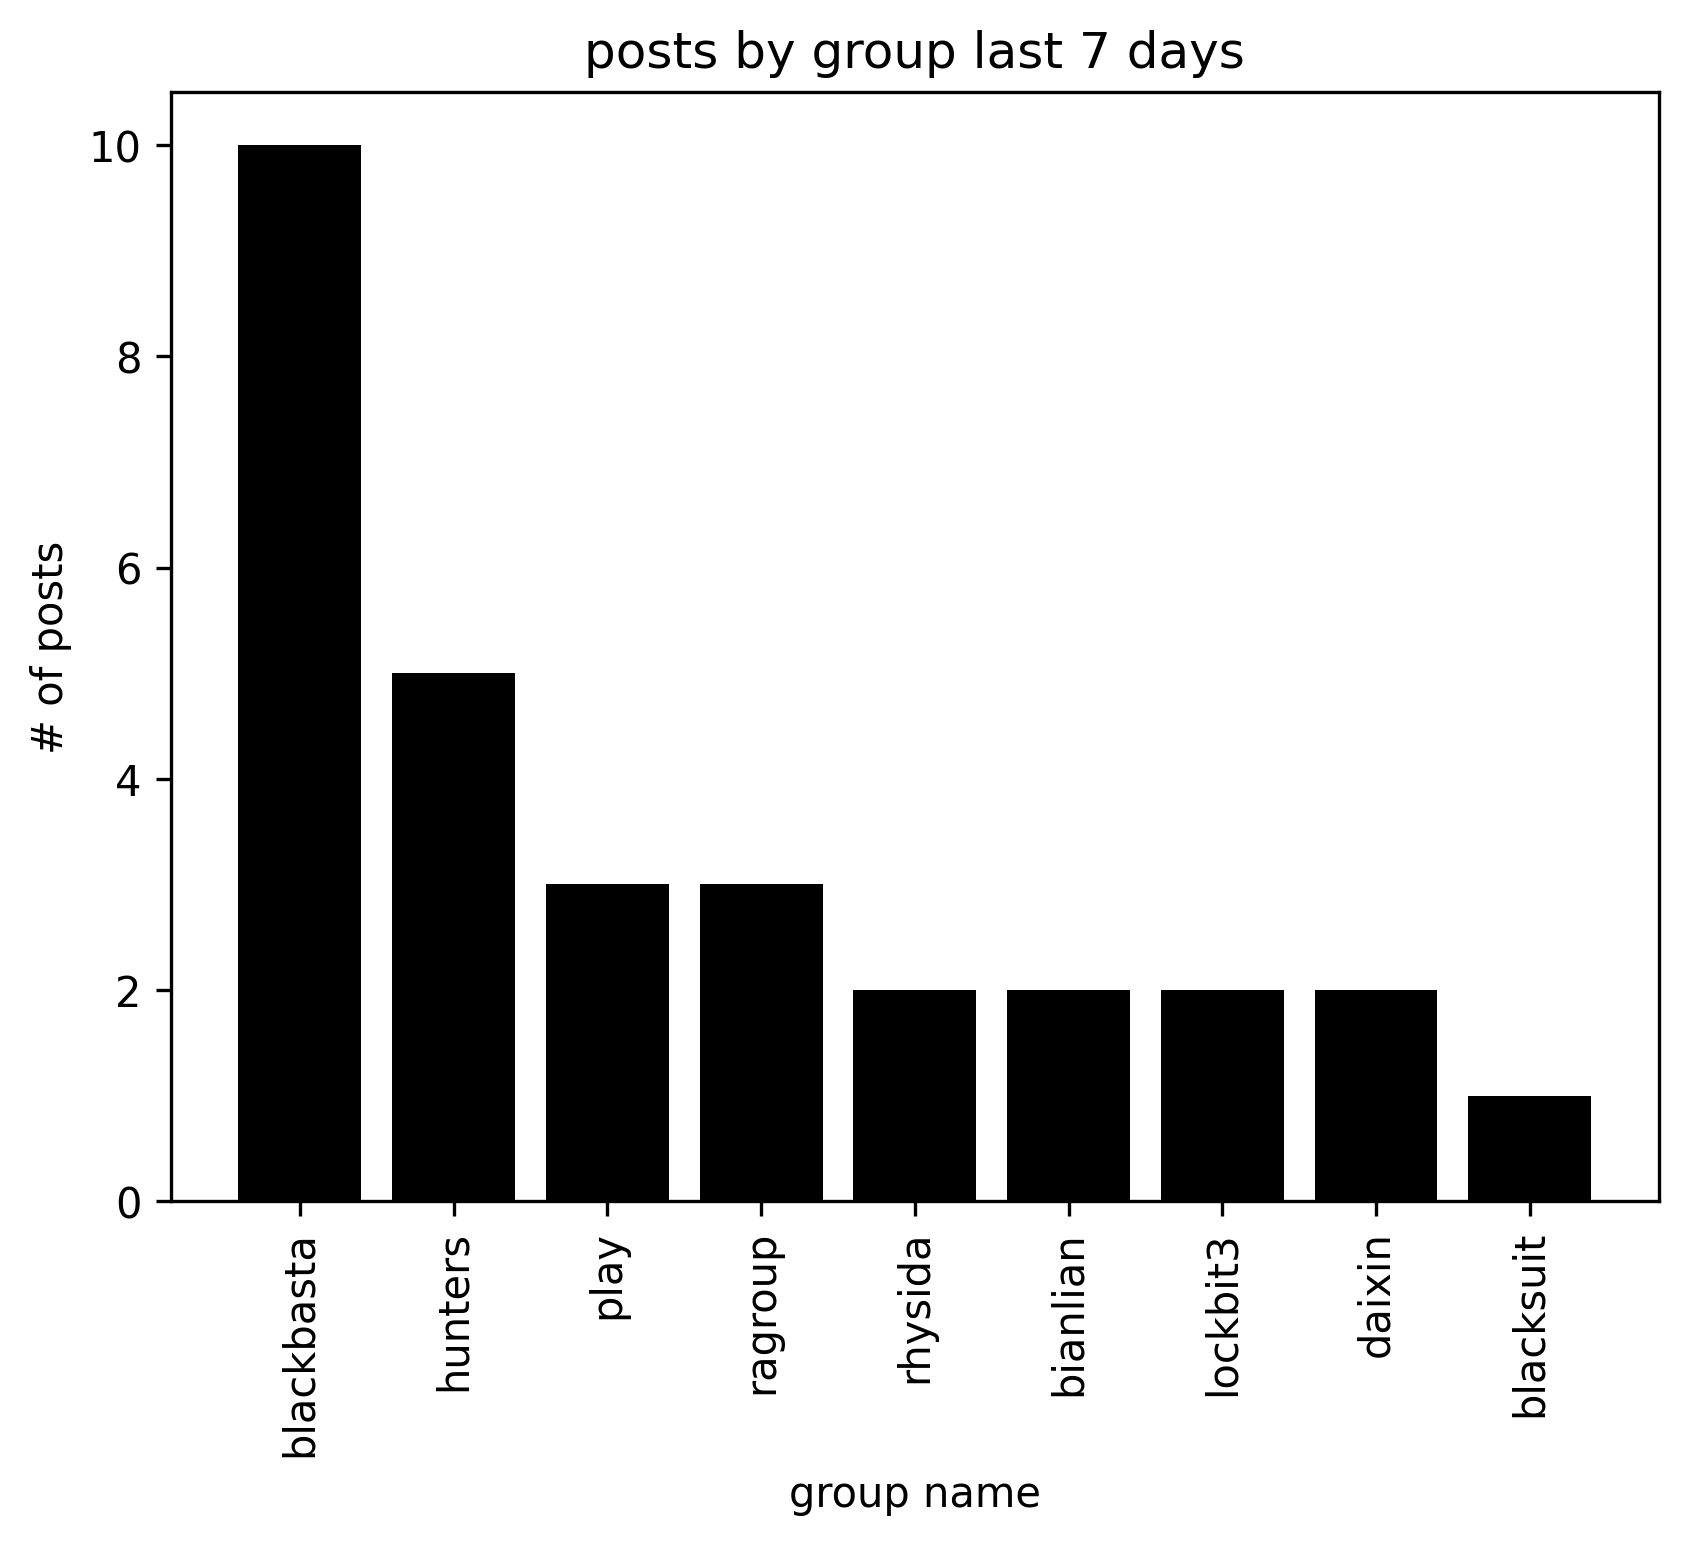 posts by group last 7 days
# of posts
10
8
6
4
2
0
blackbasta
hunters
play
ragroup
rhysida
bianlian
lockbit3
daixin
blacksuit
group name